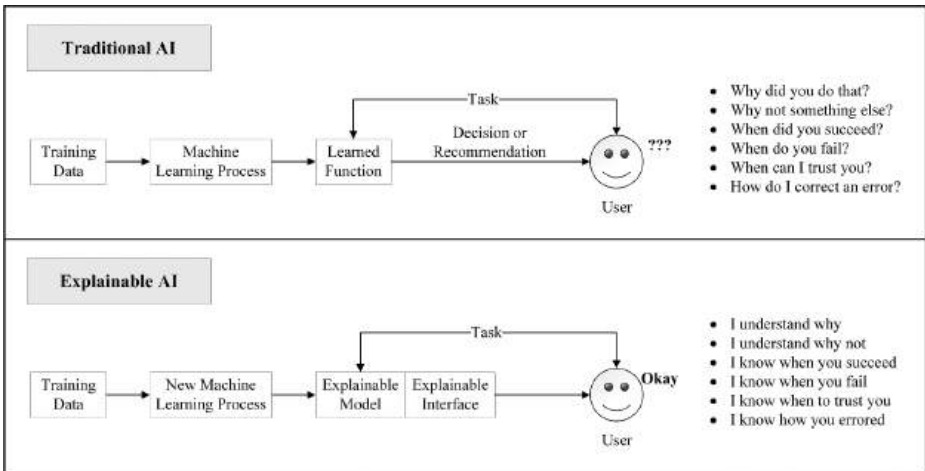 Traditional AI
Task
Decision or
Recommendation
Training
Data
Machine
Learning Process
Learned
Function
???
User
• Why did you do that?
• Why not something else?
• When did you succeed?
• When do you fail?
• When can I trust you?
• How do I correct an error?
Explainable AI
Task
Training
Data
New Machine
Learning Process
Explainable
Model
Explainable
Interface
Okay
User
• I understand why
• I understand why not
• I know when you succeed
• I know when you fail
• I know when to trust you
• I know how you errored